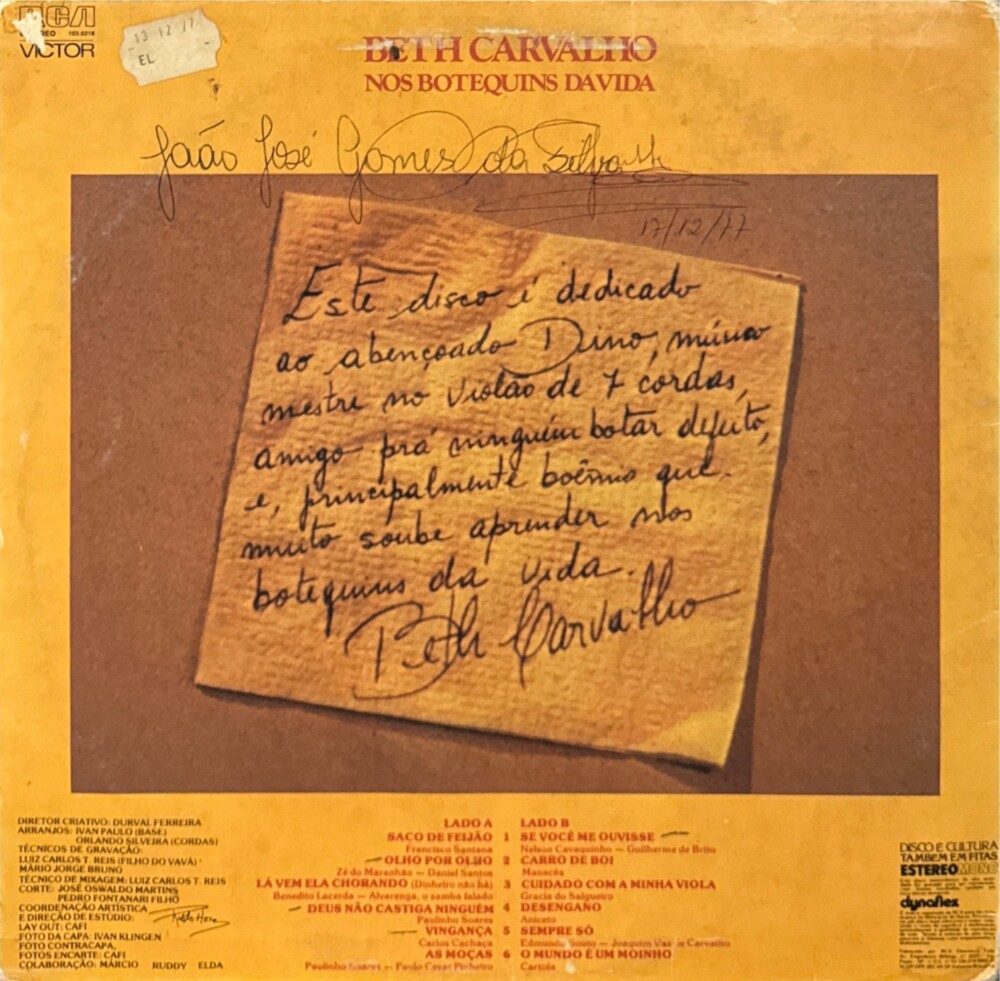 RCA
VICTOR
103.0218
13 12 77
EL
BETH CARVALHO
NOS BOTEQUINS DA VIDA
João José Gomes da Silva
17/12/77
Este disco é dedicado
ao abençoado Dino, músico
mestre no violão de 7 cordas,
amigo prá ninguém botar defeito,
e, principalmente boêmio que
muito soube aprender nos
botequins da vida.
Beth Carvalho
DIRETOR CRIATIVO: DURVAL FERREIRA
ARRANJOS: IVAN PAULO (BASE)
ORLANDO SILVEIRA (CORDAS)
TÉCNICOS DE GRAVAÇÃO:
LUIZ CARLOS T. REIS (FILHO DO VAVÁ)
MÁRIO JORGE BRUNO
TÉCNICO DE MIXAGEM: LUIZ CARLOS T. REIS
CORTE: JOSÉ OSWALDO MARTINS
PEDRO FONTANARI FILHO
COORDENAÇÃO ARTÍSTICA
E DIREÇÃO DE ESTÚDIO:
LAY OUT: CAFI
FOTO DA CAPA: IVAN KLINGEN
FOTO CONTRACAPA,
FOTOS ENCARTE: CAFI
COLABORAÇÃO: MÁRCIO RUDDY ELDA
LADO A
SACO DE FEIJÃO 1
Francisco Santana
OLHO POR OLHO 2
Zé do Maranhão - Daniel Santos
LÁ VEM ELA CHORANDO (Dinheiro não há) 3
Benedito Lacerda - Alvarenga, o samba falado
DEUS NÃO CASTIGA NINGUÉM 4
Paulinho Soares
VINGANÇA 5
Carlos Cachaça
AS MOÇAS 6
Paulinho Soares - Paulo Cesar Pinheiro
LADO B
SE VOCÊ ME OUVISSE
Nelson Cavaquinho - Guilherme de Brito
CARRO DE BOI
Manacéa
CUIDADO COM A MINHA VIOLA
Gracia do Salgueiro
DESENGANO
Aniceto
SEMPRE SÓ
Edmundo Souto - Joaquim Vaz de Carvalho
O MUNDO É UM MOINHO
Cartola
DISCO É CULTURA
TAMBÉM EM FITAS
ESTEREO MONO
dynaflex